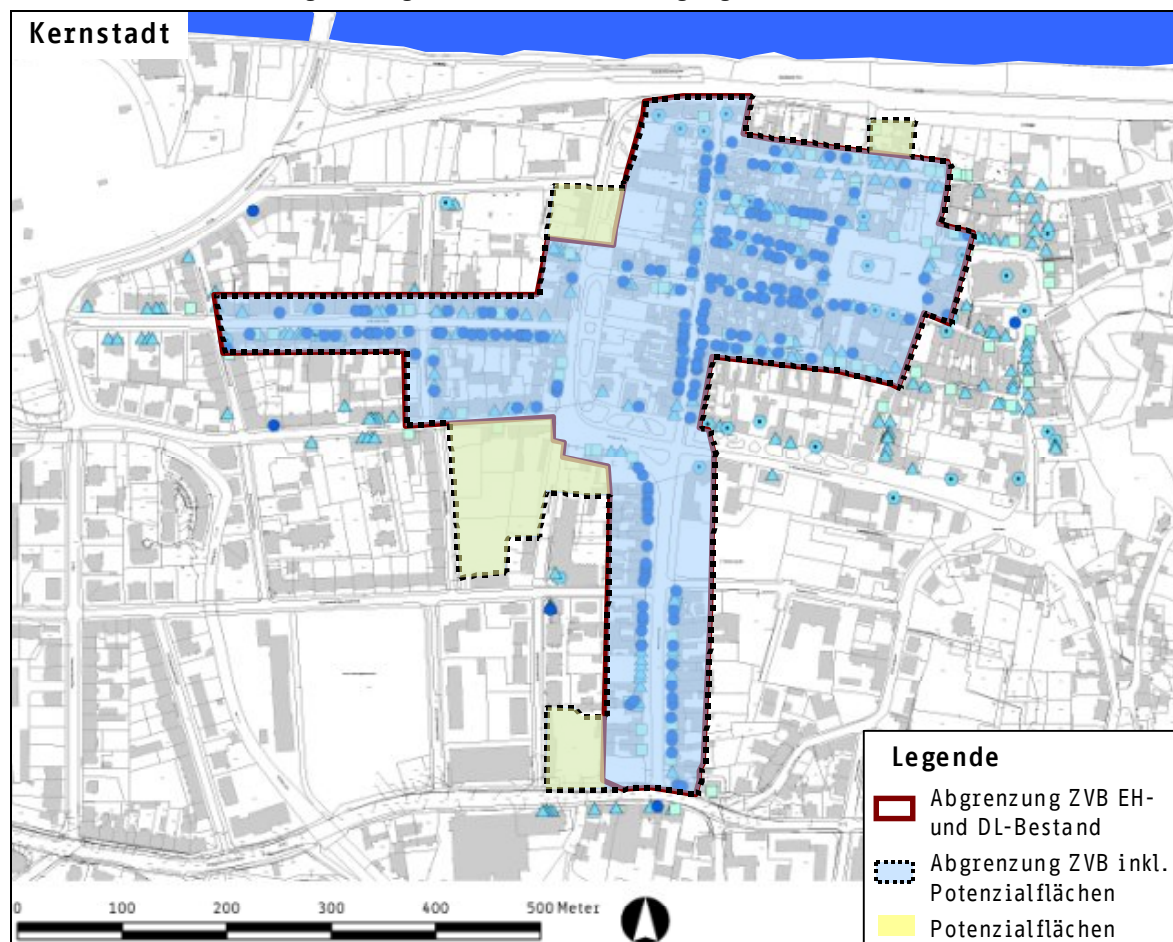 Kernstadt
Legende
Abgrenzung ZVB EH-
und DL-Bestand
Abgrenzung ZVB inkl.
Potenzialflächen
Potenzialflächen
0 100 200 300 400 500 Meter